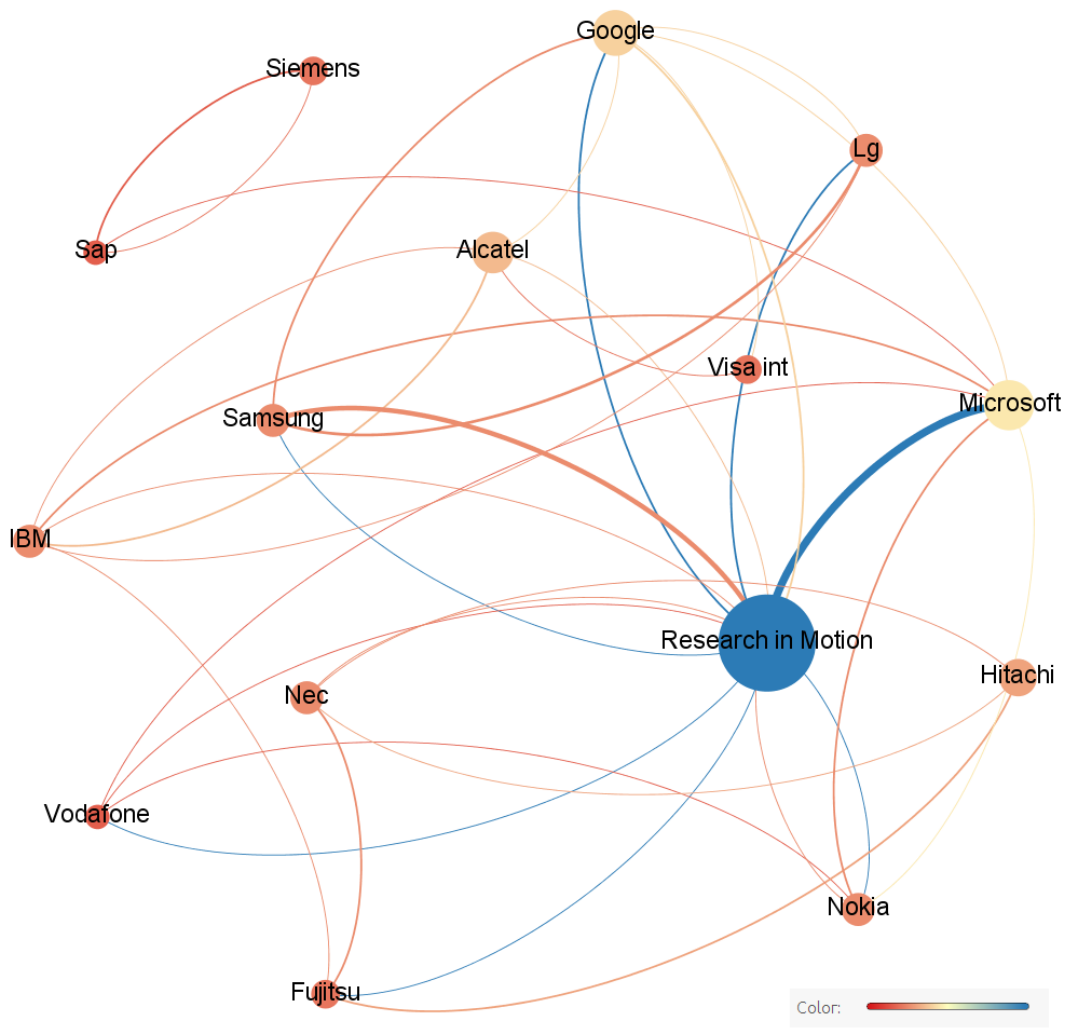 Google
Siemens
Lg
Sap
Alcatel
Visa int
Microsoft
Samsung
IBM
Research in Motion
Hitachi
Nec
Vodafone
Nokia
Fujitsu
Color: